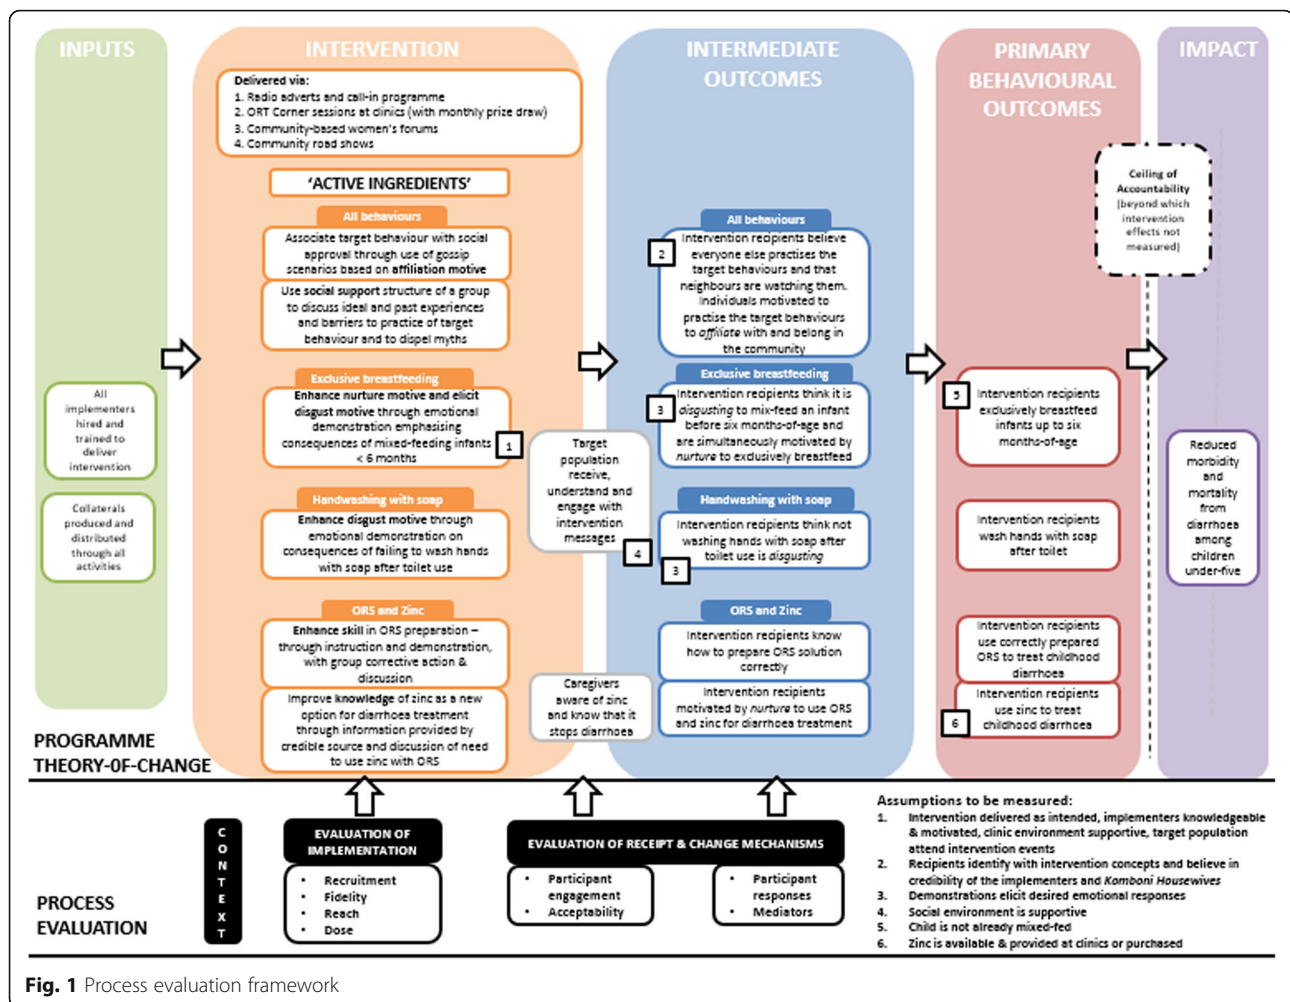 INPUTS
All
implementers
hired and
trained to
deliver
intervention
Collaterals
produced and
distributed
through all
activities
INTERVENTION
Delivered via:
1. Radio adverts and call-in programme
2. ORT Corner sessions at clinics (with monthly prize draw)
3. Community-based women's forums
4. Community road shows
'ACTIVE INGREDIENTS'
All behaviours
Associate target behaviour with social
approval through use of gossip
scenarios based on affiliation motive
Use social support structure of a group
to discuss ideal and past experiences
and barriers to practice of target
behaviour and to dispel myths
Exclusive breastfeeding
Enhance nurture motive and elicit
disgust motive through emotional
demonstration emphasising
consequences of mixed-feeding infants
< 6 months
1
Handwashing with soap
Enhance disgust motive through
emotional demonstration on
consequences of failing to wash hands
with soap after toilet use
ORS and Zinc
Enhance skill in ORS preparation –
through instruction and demonstration,
with group corrective action &
discussion
Improve knowledge of zinc as a new
option for diarrhoea treatment
through information provided by
credible source and discussion of need
to use zinc with ORS
Target
population
receive,
understand and
engage with
intervention
messages
4
Caregivers
aware of zinc
and know that it
stops diarrhoea
INTERMEDIATE
OUTCOMES
All behaviours
2
Intervention recipients believe
everyone else practises the
target behaviours and that
neighbours are watching them.
Individuals motivated to
practise the target behaviours
to affiliate with and belong in
the community
Exclusive breastfeeding
3
Intervention recipients think it is
disgusting to mix-feed an infant
before six months-of-age and
are simultaneously motivated by
nurture to exclusively breastfeed
Handwashing with soap
Intervention recipients think not
washing hands with soap after
toilet use is disgusting
3
ORS and Zinc
Intervention recipients know
how to prepare ORS solution
correctly
Intervention recipients
motivated by nurture to use ORS
and zinc for diarrhoea treatment
PRIMARY
BEHAVIOURAL
OUTCOMES
5
Intervention recipients
exclusively breastfeed
infants up to six
months-of-age
Intervention recipients
wash hands with soap
after toilet
Intervention recipients
use correctly prepared
ORS to treat childhood
diarrhoea
Intervention recipients
use zinc to treat
childhood diarrhoea
6
IMPACT
Ceiling of
Accountability
(beyond which
intervention
effects not
measured)
Reduced
morbidity
and
mortality
from
diarrhoea
among
children
under-five
PROGRAMME
THEORY-OF-CHANGE
PROCESS
EVALUATION
CONTEXT
EVALUATION OF
IMPLEMENTATION
• Recruitment
• Fidelity
• Reach
• Dose
EVALUATION OF RECEIPT & CHANGE MECHANISMS
• Participant
engagement
• Acceptability
• Participant
responses
• Mediators
Assumptions to be measured:
1. Intervention delivered as intended, implementers knowledgeable
& motivated, clinic environment supportive, target population
attend intervention events
2. Recipients identify with intervention concepts and believe in
credibility of the implementers and Komboni Housewives
3. Demonstrations elicit desired emotional responses
4. Social environment is supportive
5. Child is not already mixed-fed
6. Zinc is available & provided at clinics or purchased
Fig. 1 Process evaluation framework